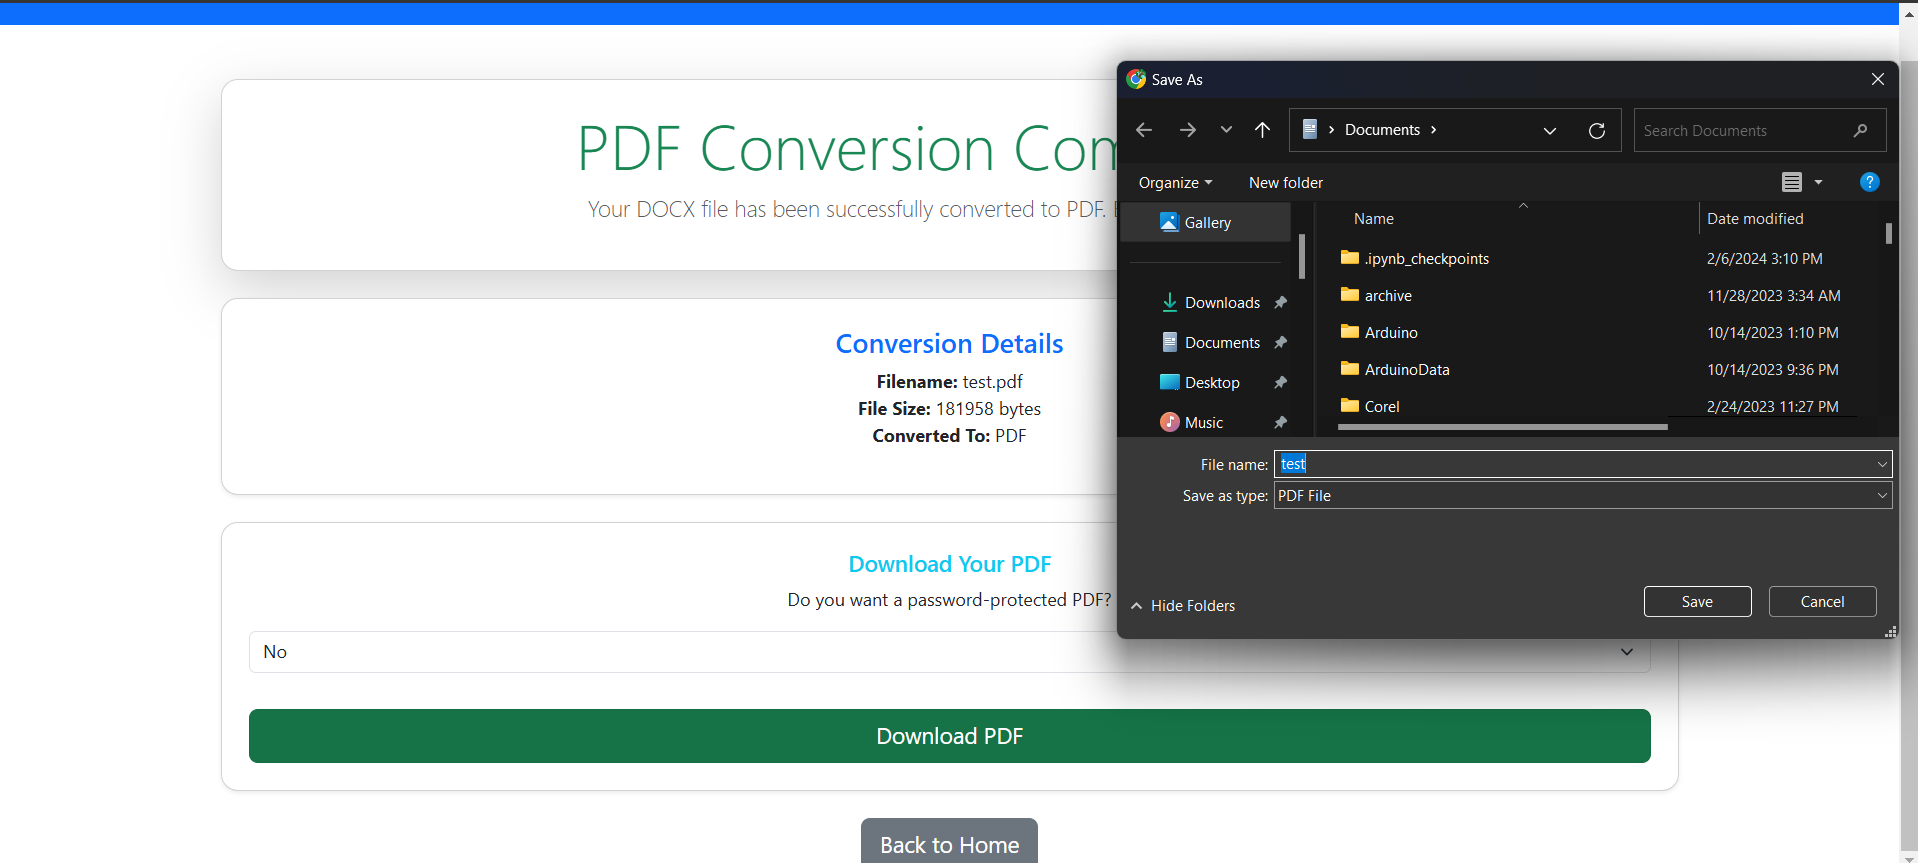 PDF Conversion Com
Your DOCX file has been successfully converted to PDF.
Conversion Details
Filename: test.pdf
File Size: 181958 bytes
Converted To: PDF
Download Your PDF
Do you want a password-protected PDF?
No
Download PDF
Back to Home
Save As
Documents
Search Documents
Organize
New folder
Gallery
Downloads
Documents
Desktop
Music
Name Date modified
.ipynb_checkpoints 2/6/2024 3:10 PM
archive 11/28/2023 3:34 AM
Arduino 10/14/2023 1:10 PM
ArduinoData 10/14/2023 9:36 PM
Corel 2/24/2023 11:27 PM
File name: test
Save as type: PDF File
Hide Folders
Save
Cancel